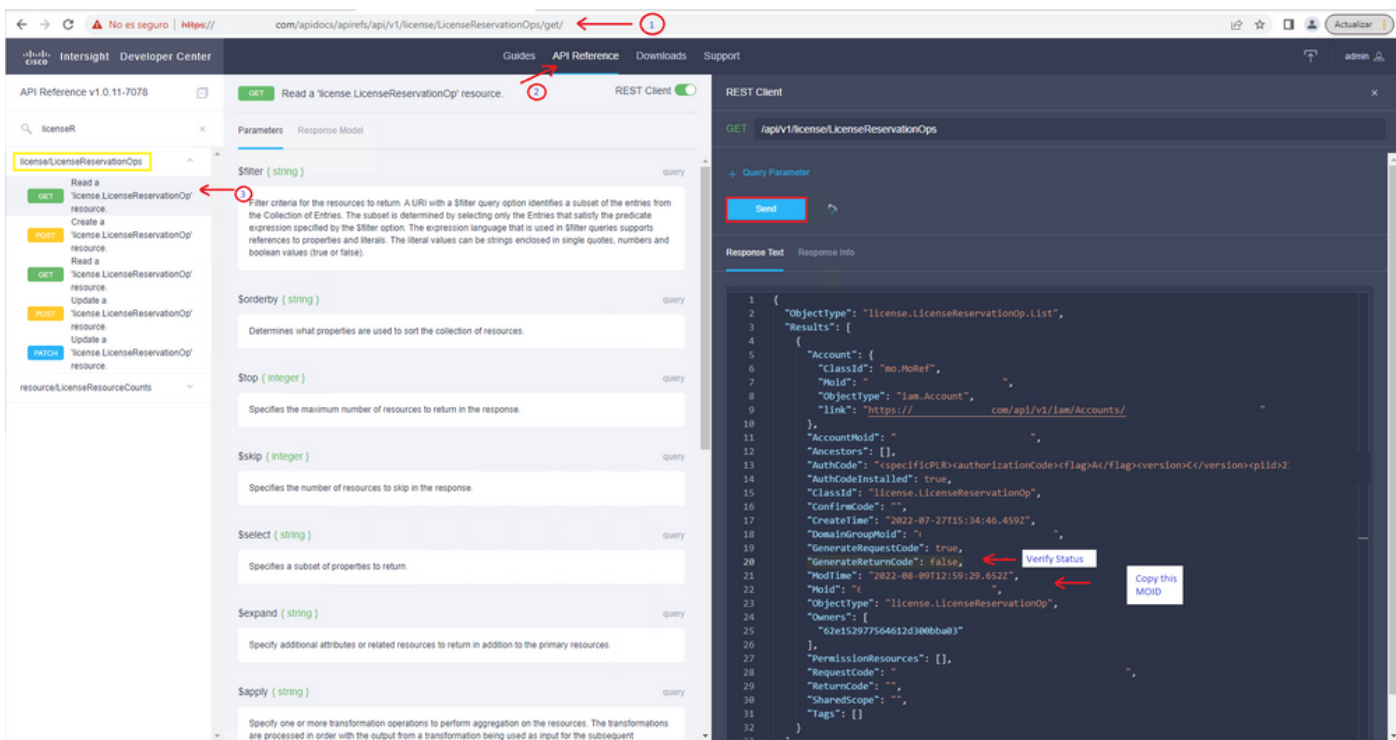 No es seguro | https:// com/apidocs/apirefs/api/v1/license/LicenseReservationOps/get/ 1 Actualizar
cisco Intersight Developer Center Guides API Reference Downloads Support admin
2
API Reference v1.0.11-7078
licenseR
license/LicenseReservationOps
GET Read a
'license.LicenseReservationOp'
resource.
3
POST Create a
'license.LicenseReservationOp'
resource.
GET Read a
'license.LicenseReservationOp'
resource.
POST Update a
'license.LicenseReservationOp'
resource.
PATCH Update a
'license.LicenseReservationOp'
resource.
resource/LicenseResourceCounts
GET Read a 'license.LicenseReservationOp' resource. REST Client
Parameters Response Model
$filter { string } query
Filter criteria for the resources to return. A URI with a $filter query option identifies a subset of the entries from
the Collection of Entries. The subset is determined by selecting only the Entries that satisfy the predicate
expression specified by the $filter option. The expression language that is used in $filter queries supports
references to properties and literals. The literal values can be strings enclosed in single quotes, numbers and
boolean values (true or false).
$orderby { string } query
Determines what properties are used to sort the collection of resources.
$top { integer } query
Specifies the maximum number of resources to return in the response.
$skip { integer } query
Specifies the number of resources to skip in the response.
$select { string } query
Specifies a subset of properties to return.
$expand { string } query
Specify additional attributes or related resources to return in addition to the primary resources.
$apply { string } query
Specify one or more transformation operations to perform aggregation on the resources. The transformations
are processed in order with the output from a transformation being used as input for the subsequent
REST Client ×
GET /api/v1/license/LicenseReservationOps
+ Query Parameter
Send
Response Text Response Info
1 {
2 "ObjectType": "license.LicenseReservationOp.List",
3 "Results": [
4 {
5 "Account": {
6 "ClassId": "mo.MoRef",
7 "Moid": " ",
8 "ObjectType": "iam.Account",
9 "link": "https:// com/api/v1/iam/Accounts/ "
10 },
11 "AccountMoid": " ",
12 "Ancestors": [],
13 "AuthCode": "<specificPLR><authorizationCode><flag>A</flag><version>C</version><piid>2
14 "AuthCodeInstalled": true,
15 "ClassId": "license.LicenseReservationOp",
16 "ConfirmCode": "",
17 "CreateTime": "2022-07-27T15:34:46.459Z",
18 "DomainGroupMoid": " ",
19 "GenerateRequestCode": true,
20 "GenerateReturnCode": false, Verify Status
21 "ModTime": "2022-08-09T12:59:29.652Z",
22 "Moid": " ",
Copy this
MOID
23 "ObjectType": "license.LicenseReservationOp",
24 "Owners": [
25 "62e152977564612d300bba03"
26 ],
27 "PermissionResources": [],
28 "RequestCode": " ",
29 "ReturnCode": "",
30 "SharedScope": "",
31 "Tags": []
32 }